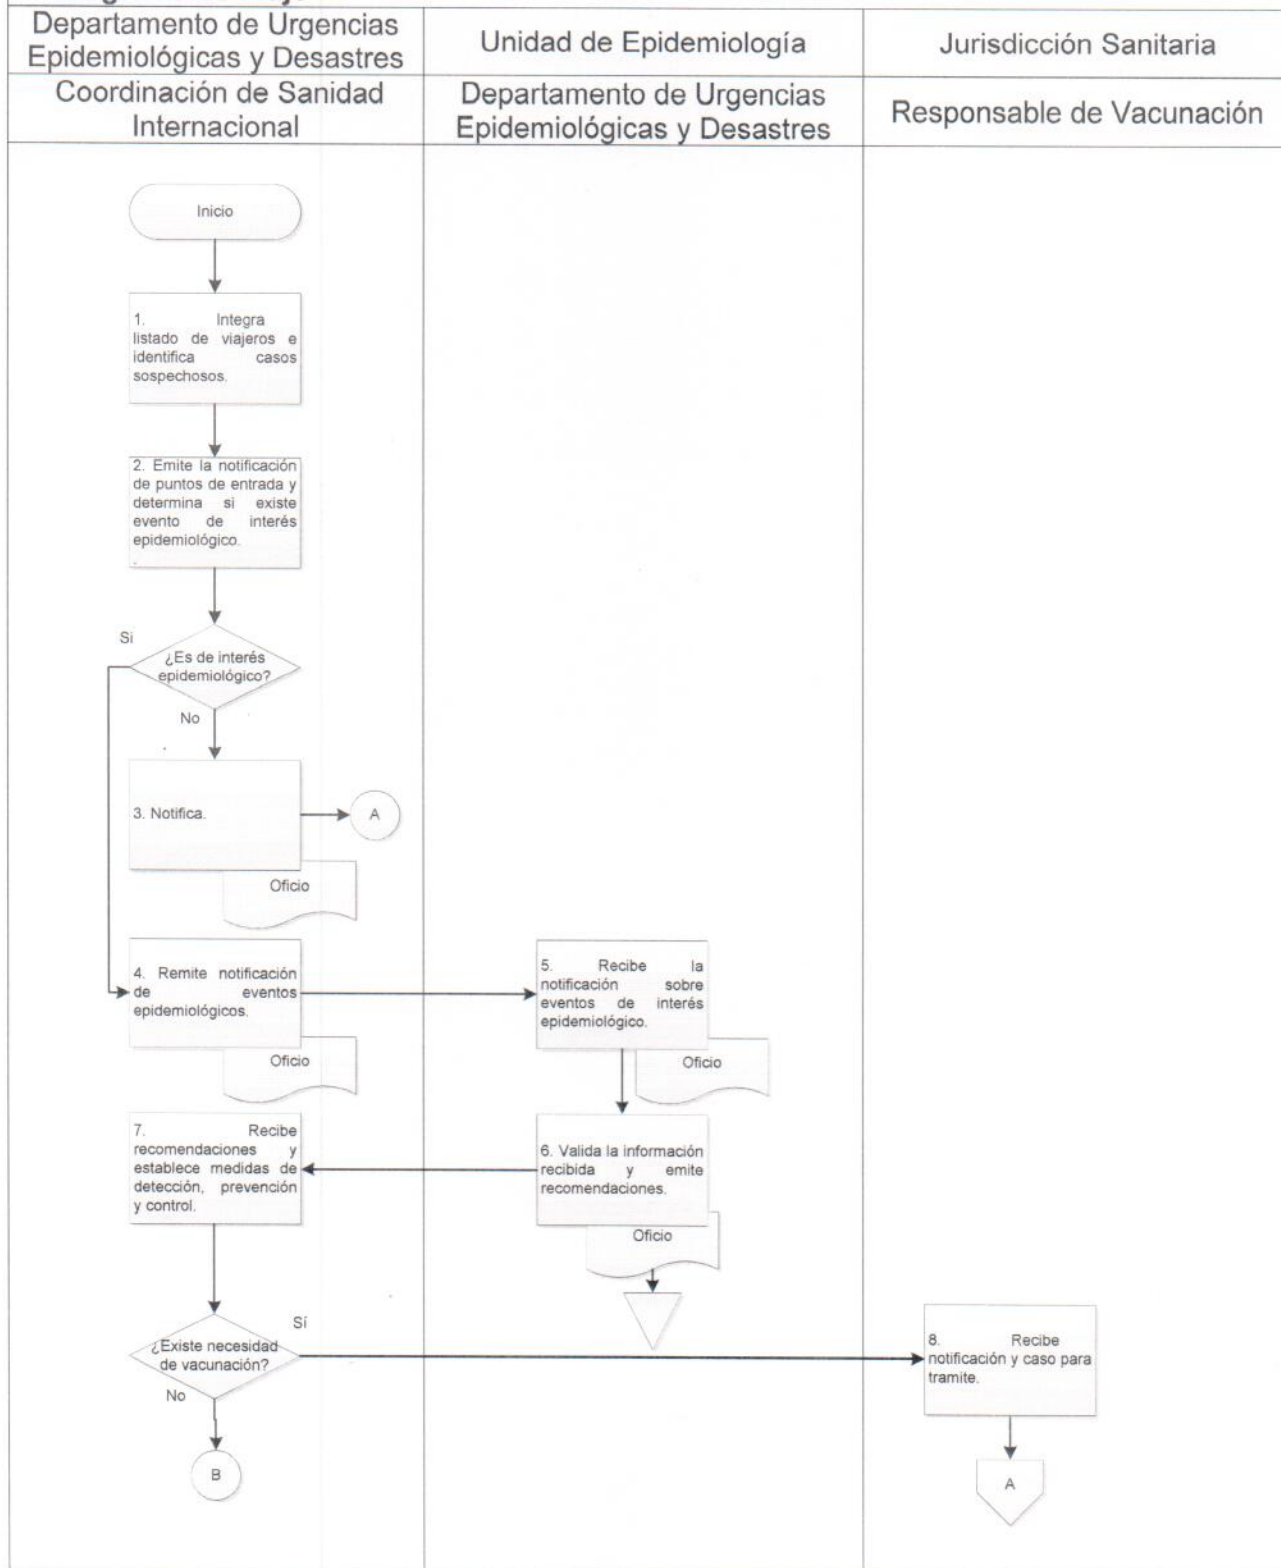 Departamento de Urgencias
Epidemiológicas y Desastres
Unidad de Epidemiología
Jurisdicción Sanitaria
Coordinación de Sanidad
Internacional
Departamento de Urgencias
Epidemiológicas y Desastres
Responsable de Vacunación
Inicio
1. Integra
listado de viajeros e
identifica casos
sospechosos.
2. Emite la notificación
de puntos de entrada y
determina si existe
evento de interés
epidemiológico.
.
Si
¿Es de interés
epidemiológico?
No
3. Notifica.
A
Oficio
4. Remite notificación
de eventos
epidemiológicos.
Oficio
5. Recibe la
notificación sobre
eventos de interés
epidemiológico.
Oficio
7. Recibe
recomendaciones y
establece medidas de
detección, prevención
y control.
6. Valida la información
recibida y emite
recomendaciones.
Oficio
Sí
¿Existe necesidad
de vacunación?
No
B
8. Recibe
notificación y caso para
tramite.
A